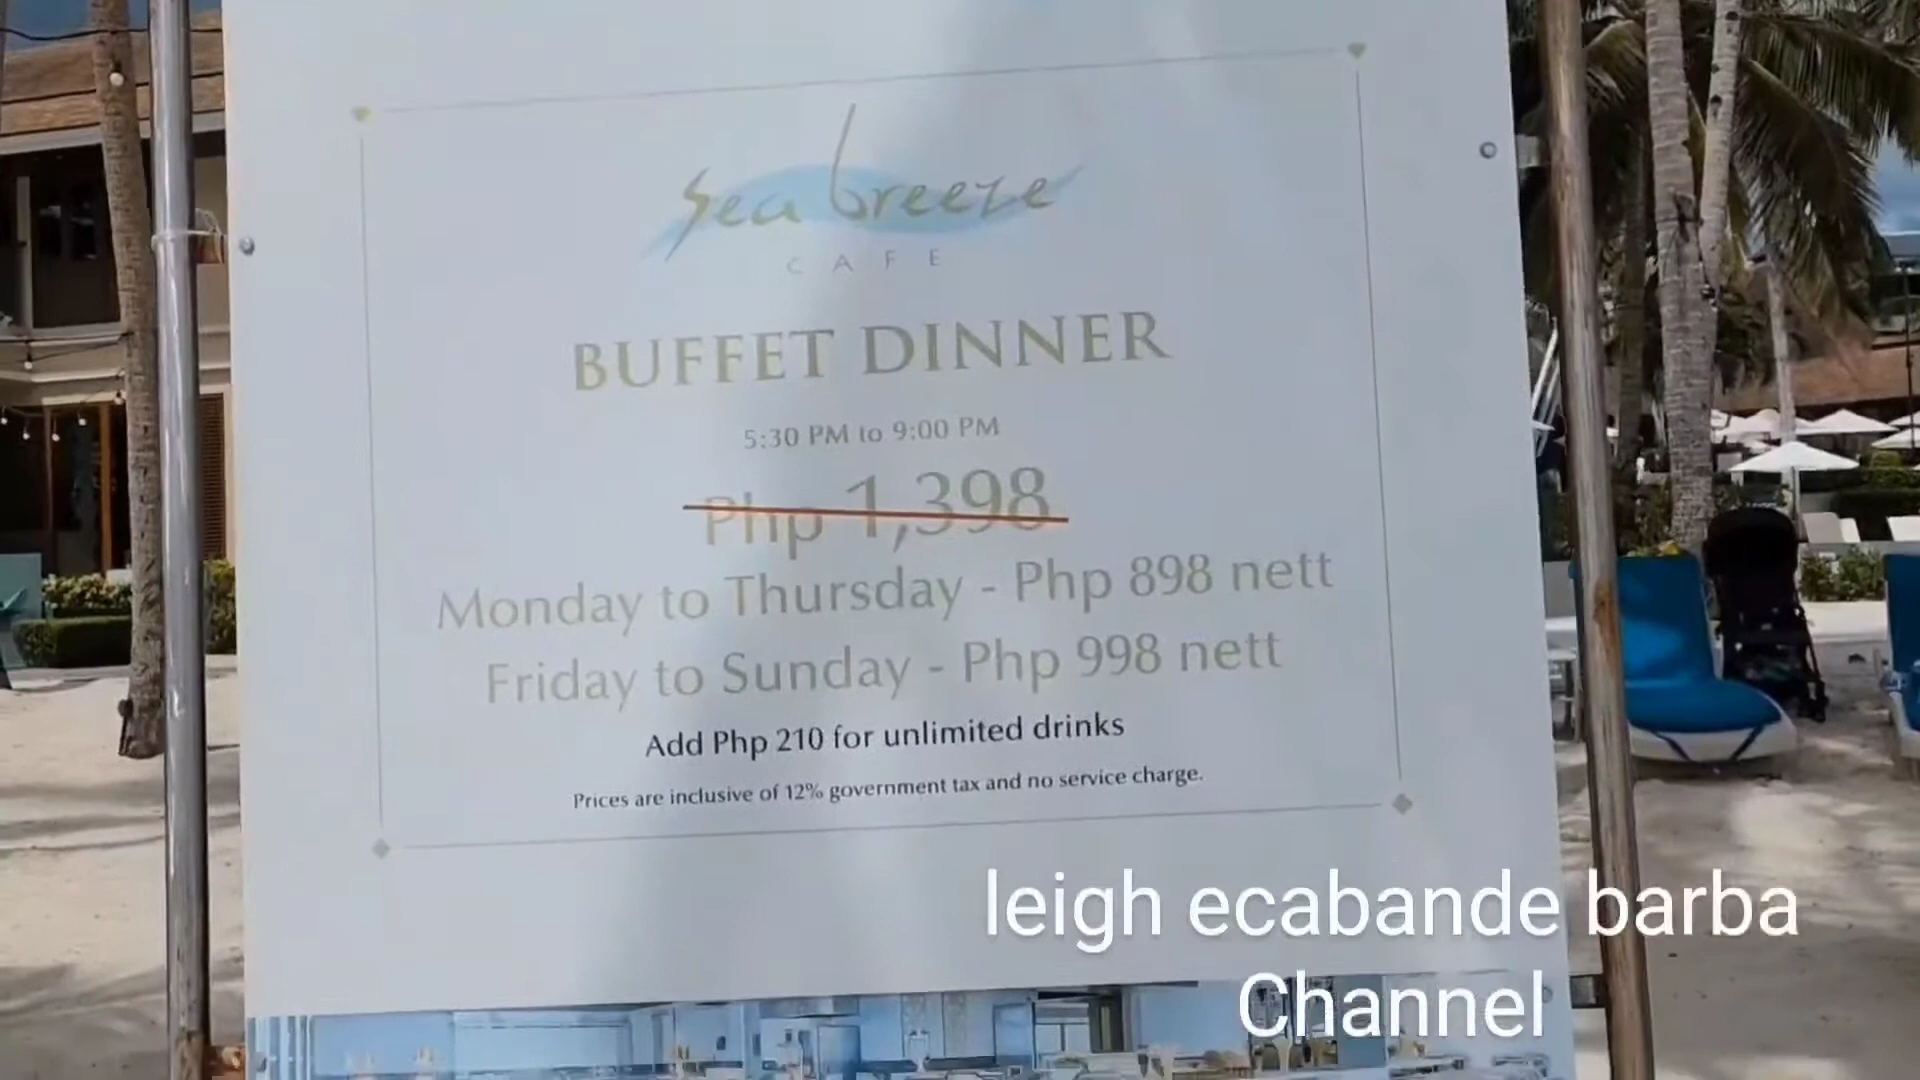 sea breeze
CAFE
BUFFET DINNER
5:30 PM to 9:00 PM
Php 1,398
Monday to Thursday - Php 898 nett
Friday to Sunday - Php 998 nett
Add Php 210 for unlimited drinks
Prices are inclusive of 12% government tax and no service charge.
leigh ecabande barba
Channel